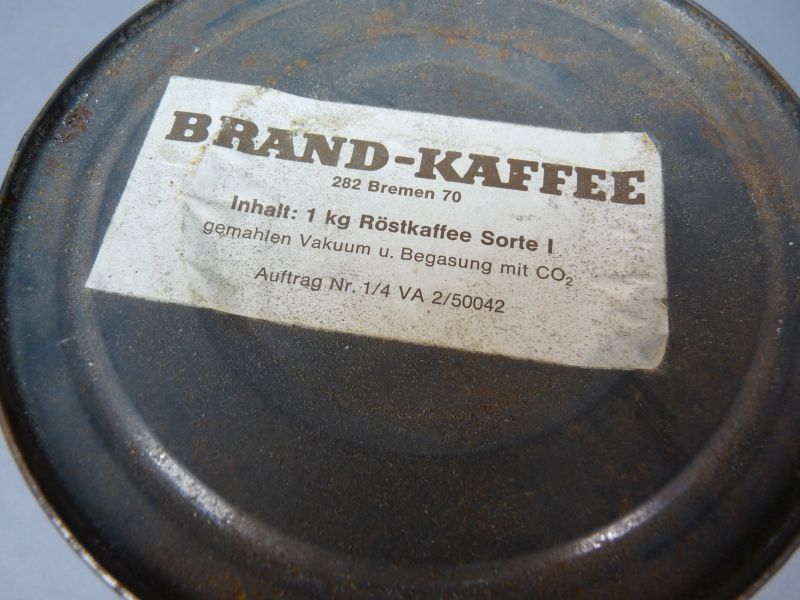 BRAND-KAFFEE
282 Bremen 70
Inhalt: 1 kg Röstkaffee Sorte I
gemahlen Vakuum u. Begasung mit CO₂
Auftrag Nr. 1/4 VA 2/50042